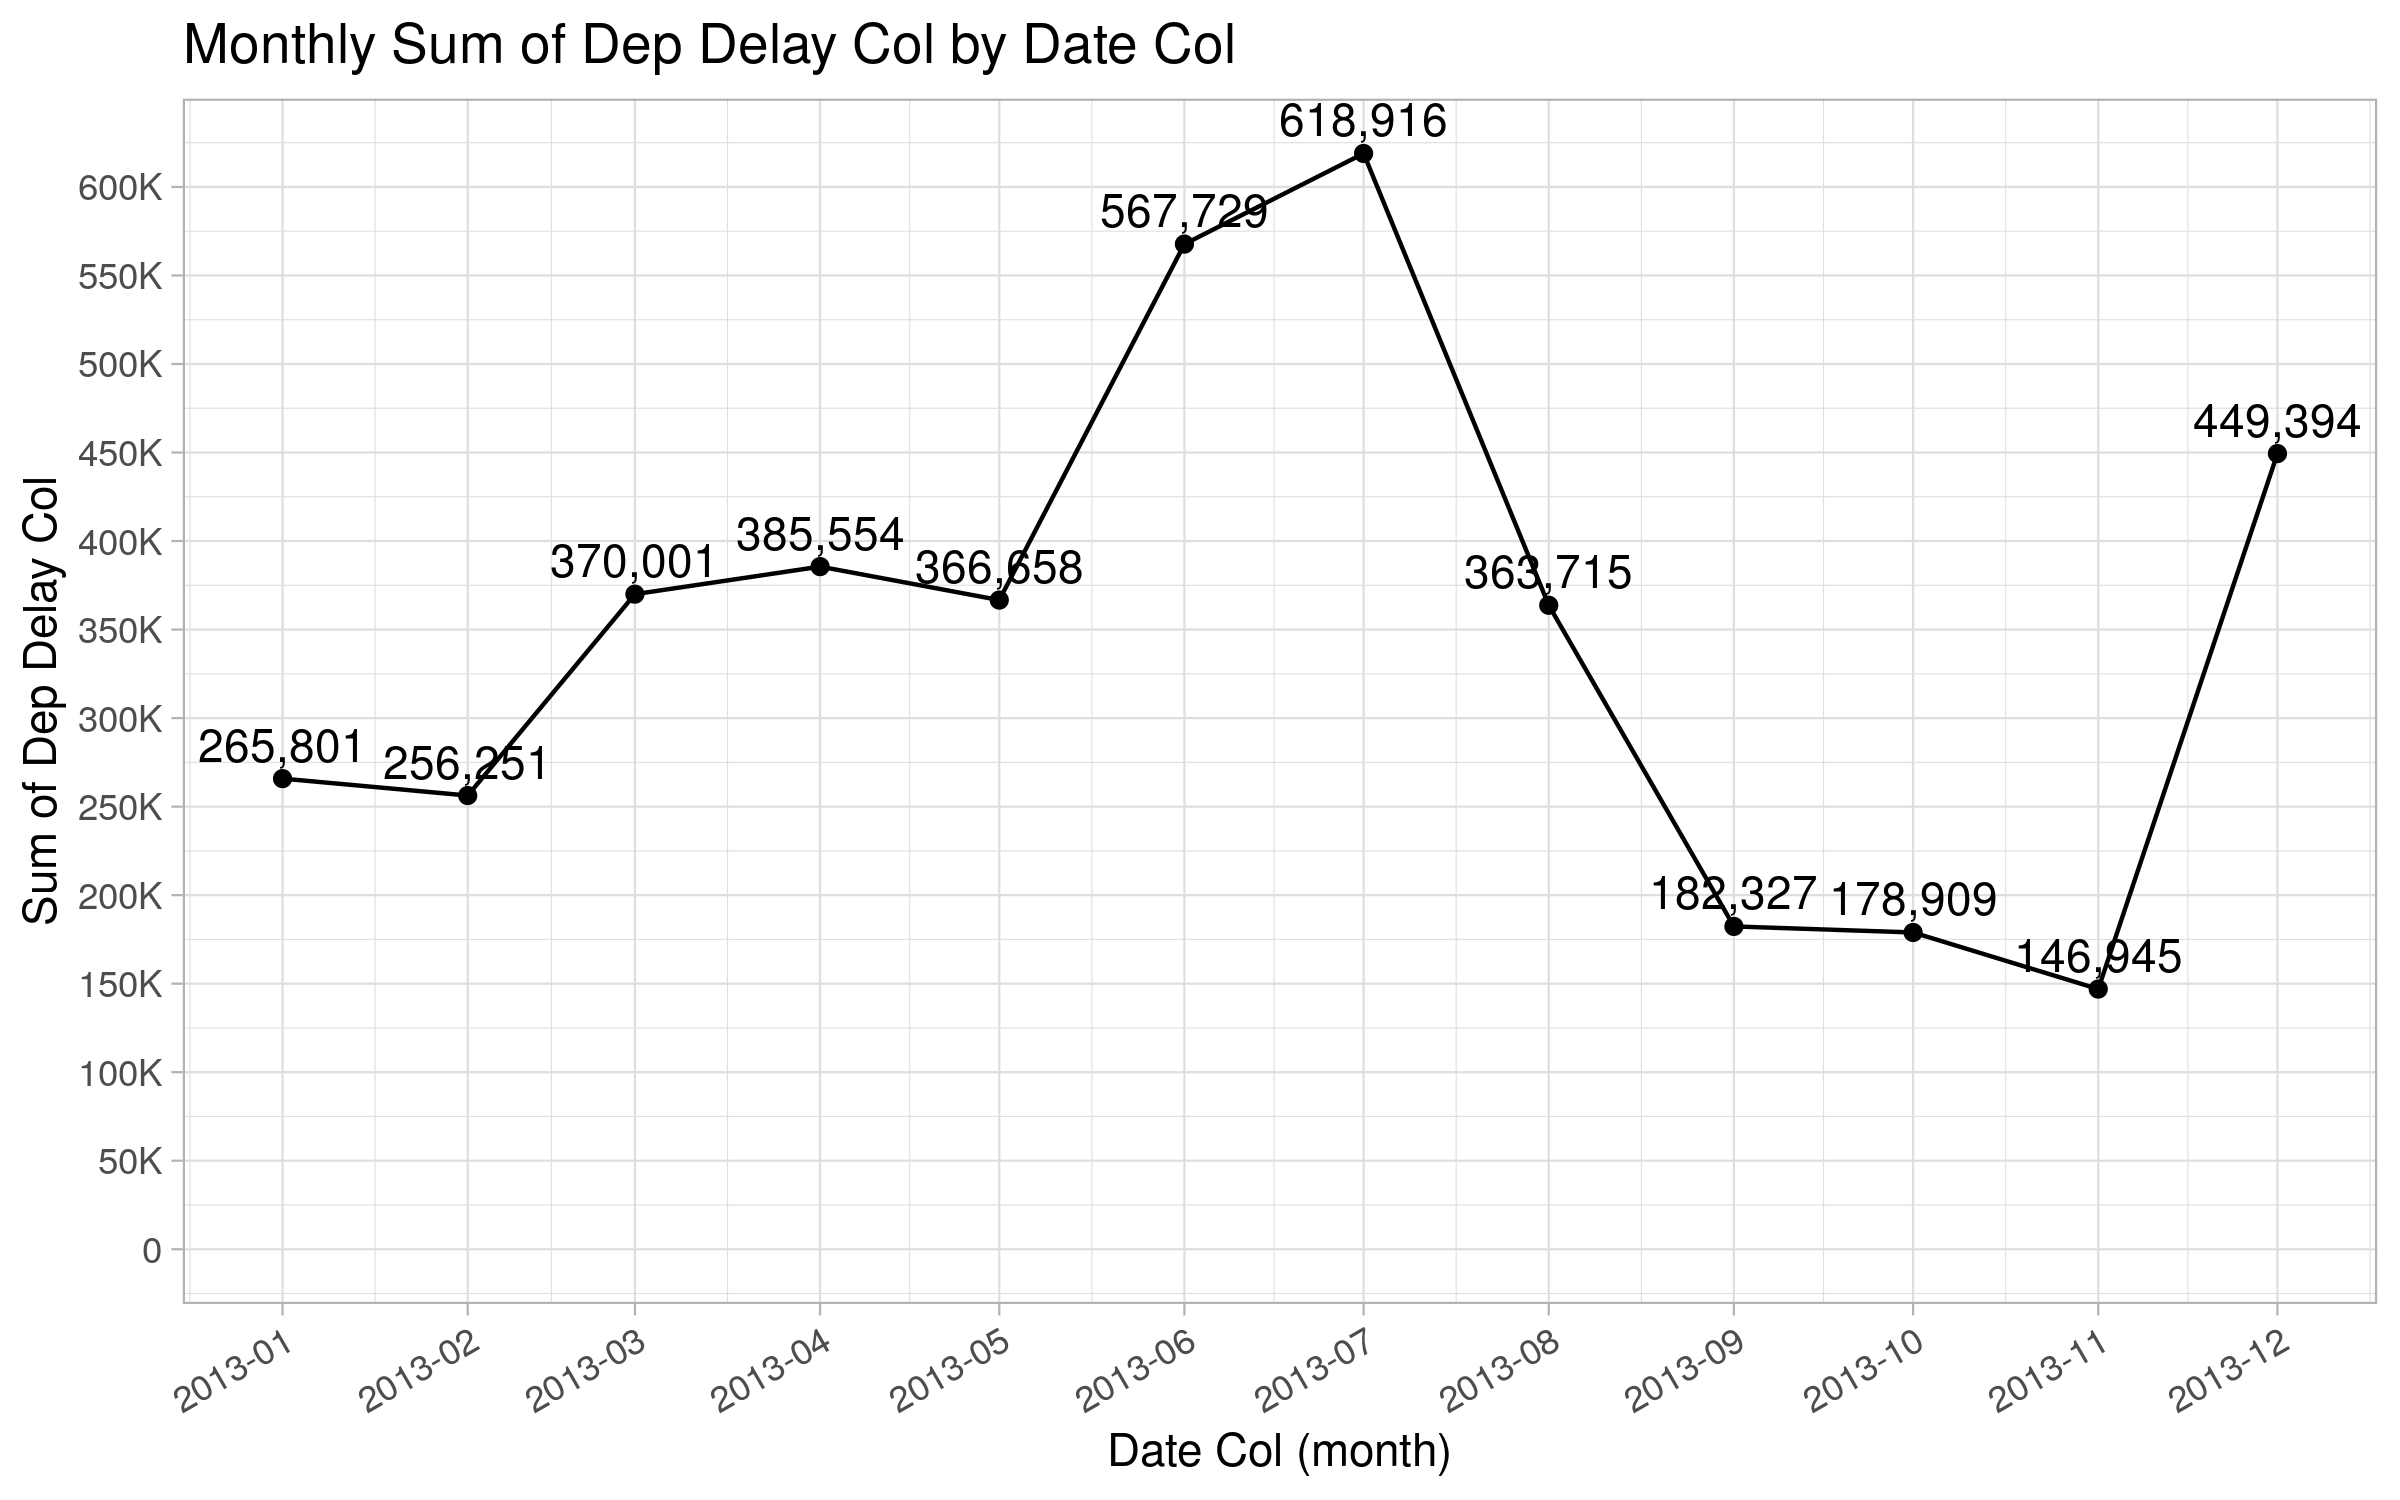 Monthly Sum of Dep Delay Col by Date Col
Sum of Dep Delay Col
600K
550K
500K
450K
400K
350K
300K
250K
200K
150K
100K
50K
0
265,801
256,251
370,001
385,554
366,658
567,729
618,916
363,715
182,327
178,909
146,945
449,394
2013-01
2013-02
2013-03
2013-04
2013-05
2013-06
2013-07
2013-08
2013-09
2013-10
2013-11
2013-12
Date Col (month)